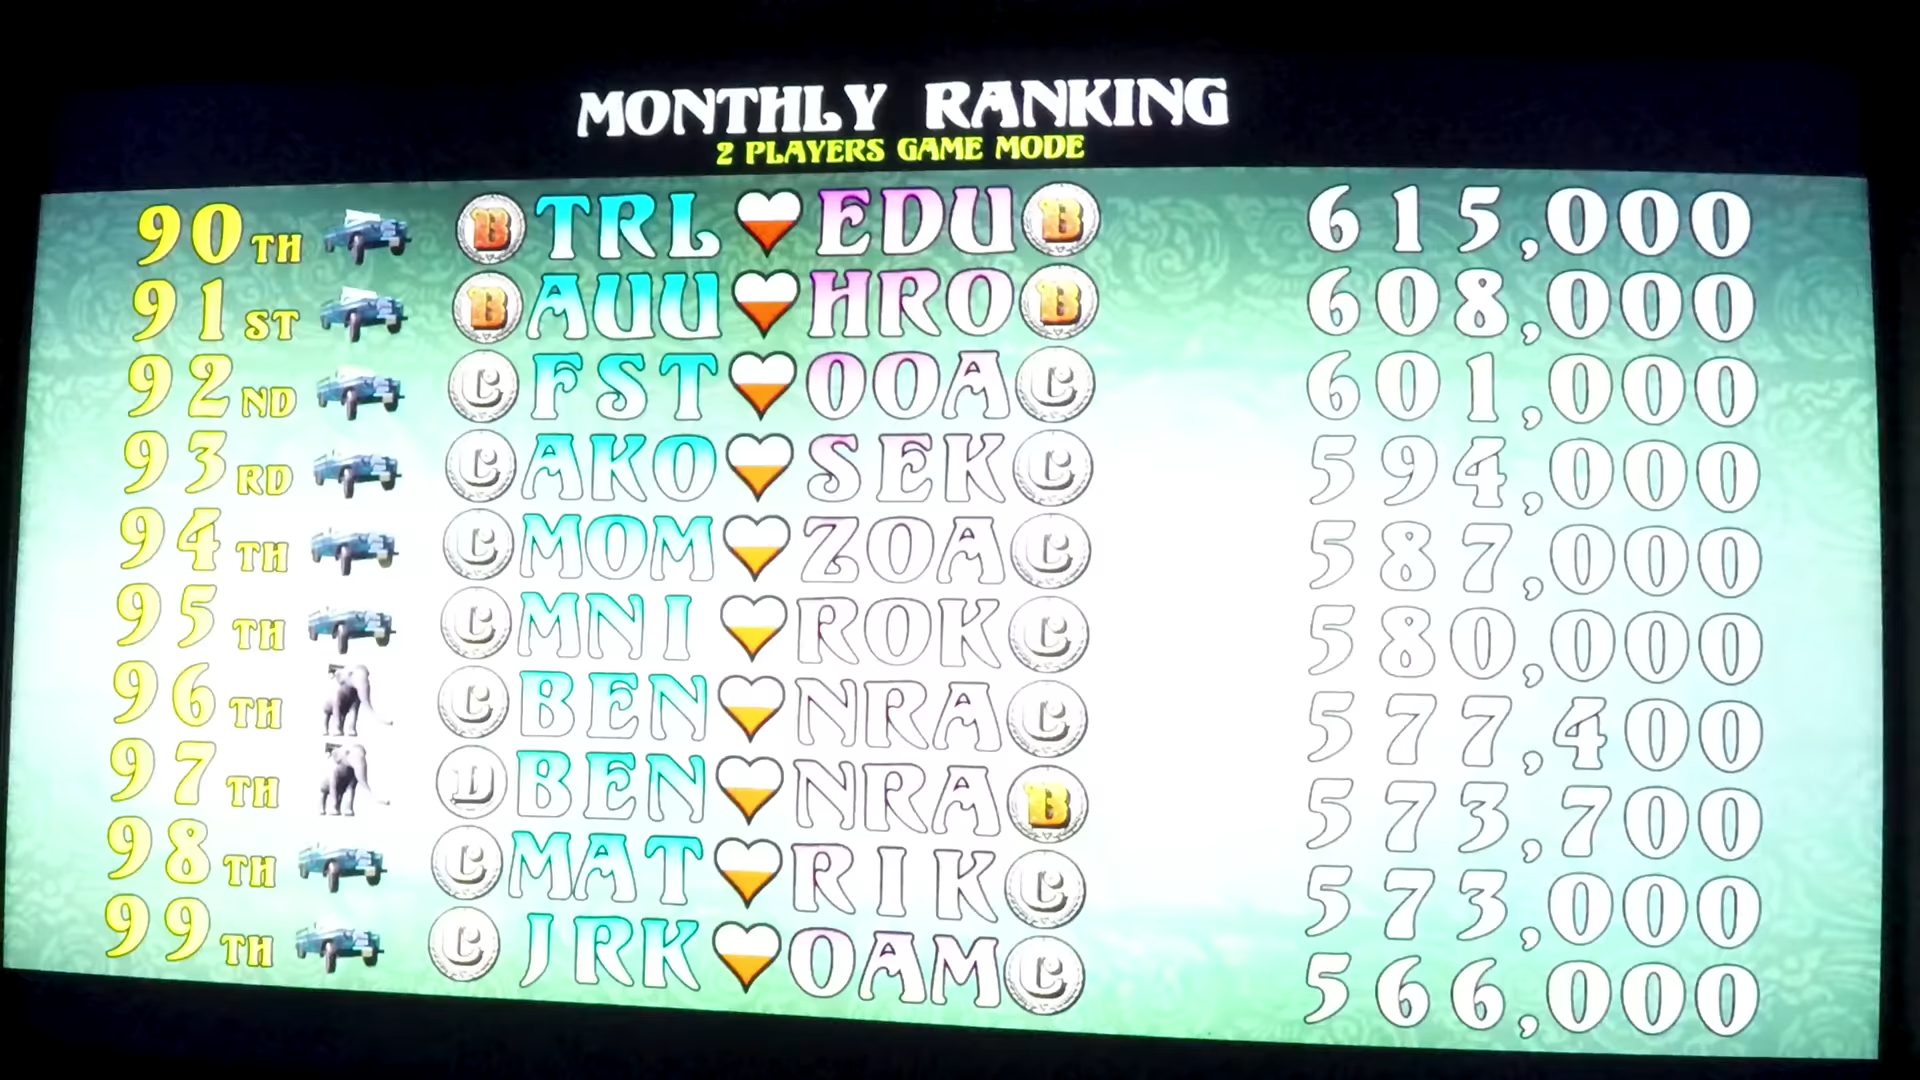 MONTHLY RANKING
2 PLAYERS GAME MODE
90TH B TRL EDU B 615,000
91ST B AUU HRO B 608,000
92ND C FST OOA C 601,000
93RD C AKO SEK C 594,000
94TH C MOM ZOA C 587,000
95TH C MNI ROK C 580,000
96TH C BEN NRA C 577,400
97TH D BEN NRA B 573,700
98TH C MAT RIK C 573,000
99TH C JRK OAM C 566,000